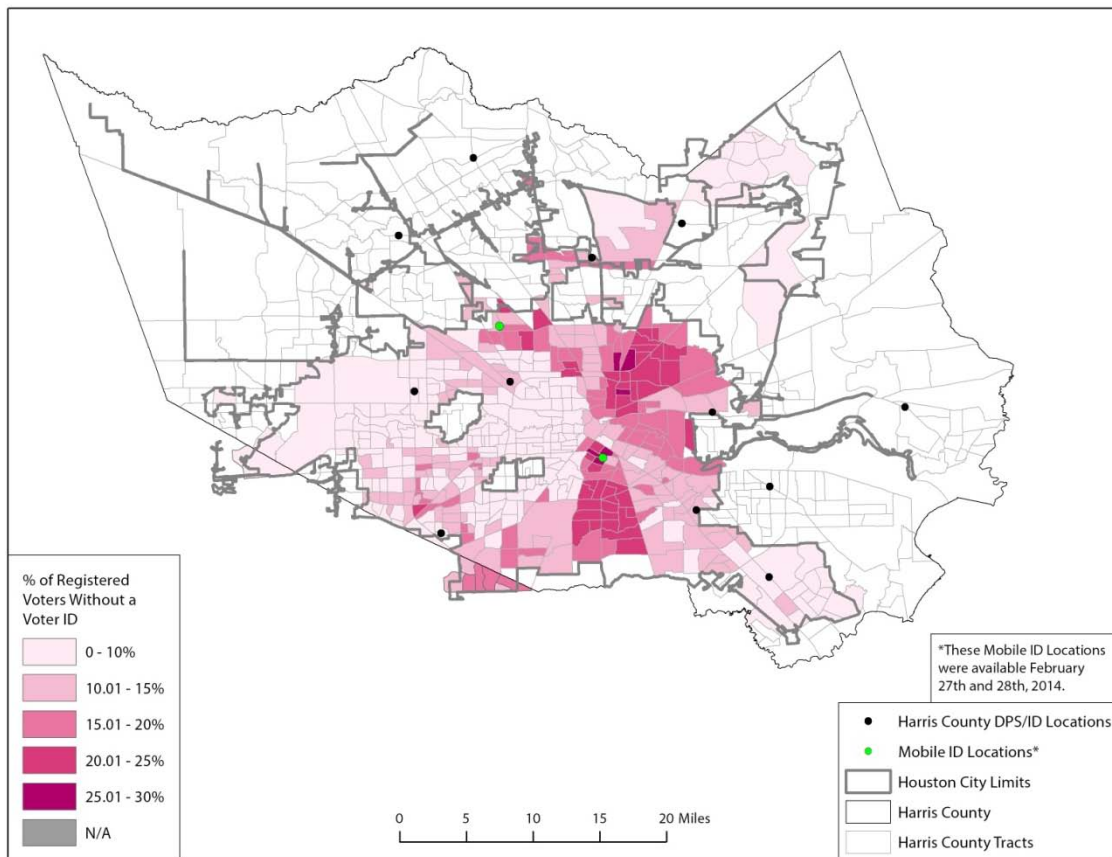 % of Registered
Voters Without a
Voter ID
0 - 10%
10.01 - 15%
15.01 - 20%
20.01 - 25%
25.01 - 30%
N/A
0 5 10 15 20 Miles
*These Mobile ID Locations
were available February
27th and 28th, 2014.
Harris County DPS/ID Locations
Mobile ID Locations*
Houston City Limits
Harris County
Harris County Tracts